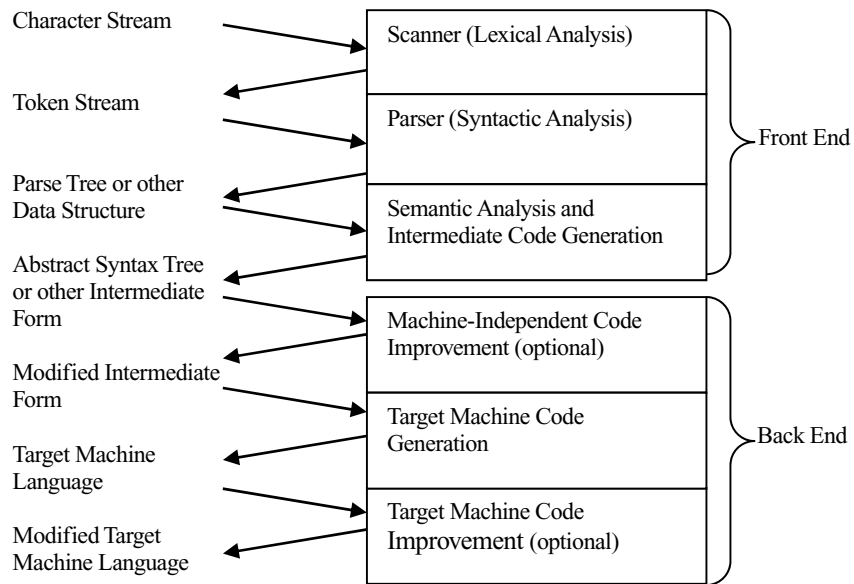 Character Stream
Scanner (Lexical Analysis)
Token Stream
Parser (Syntactic Analysis)
Front End
Parse Tree or other
Data Structure
Semantic Analysis and
Intermediate Code Generation
Abstract Syntax Tree
or other Intermediate
Form
Machine-Independent Code
Improvement (optional)
Modified Intermediate
Form
Target Machine Code
Generation
Back End
Target Machine
Language
Target Machine Code
Improvement (optional)
Modified Target
Machine Language